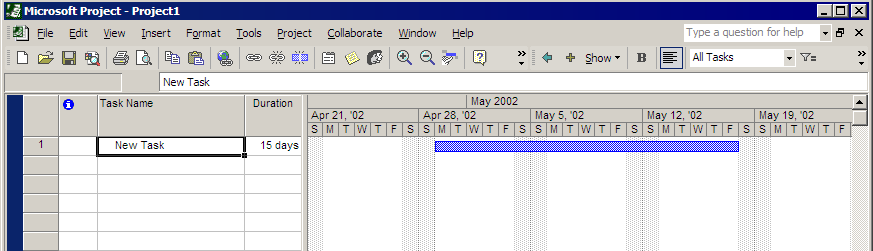 Microsoft Project - Project1
File Edit View Insert Format Tools Project Collaborate Window Help Type a question for help
Show B All Tasks
New Task
Task Name Duration
May 2002
Apr 21, '02 Apr 28, '02 May 5, '02 May 12, '02 May 19, '02
S M T W T F S S M T W T F S S M T W T F S S M T W T F S S M T W T F
1 New Task 15 days